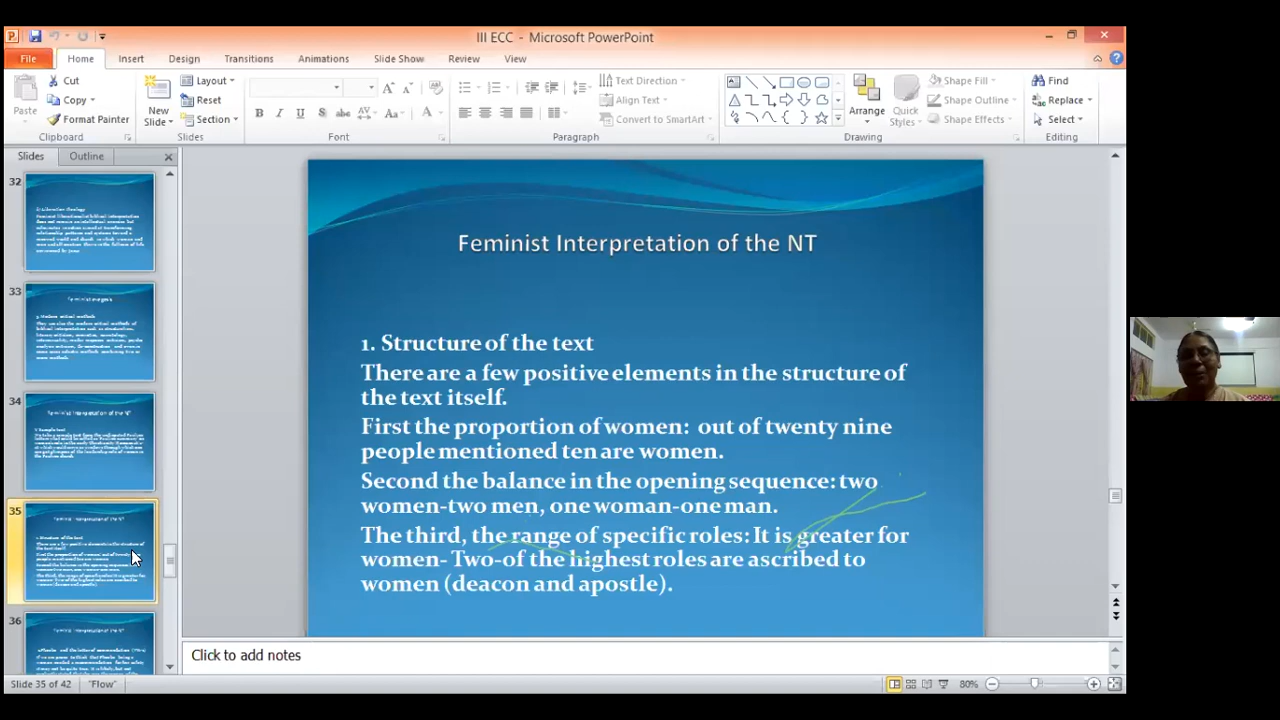 III ECC - Microsoft PowerPoint
File Home Insert Design Transitions Animations Slide Show Review View
Cut Layout Text Direction Shape Fill Find
Paste Copy New Slide Reset Align Text Arrange Quick Styles Shape Outline Replace
Format Painter Section Convert to SmartArt Shape Effects Select
Clipboard Slides Font Paragraph Drawing Editing
Slides Outline
32
33
34
35
36
Feminist Interpretation of the NT
1. Structure of the text
There are a few positive elements in the structure of
the text itself.
First the proportion of women: out of twenty nine
people mentioned ten are women.
Second the balance in the opening sequence: two
women-two men, one woman-one man.
The third, the range of specific roles: It is greater for
women- Two-of the highest roles are ascribed to
women (deacon and apostle).
Click to add notes
Slide 35 of 42 "Flow" 80%